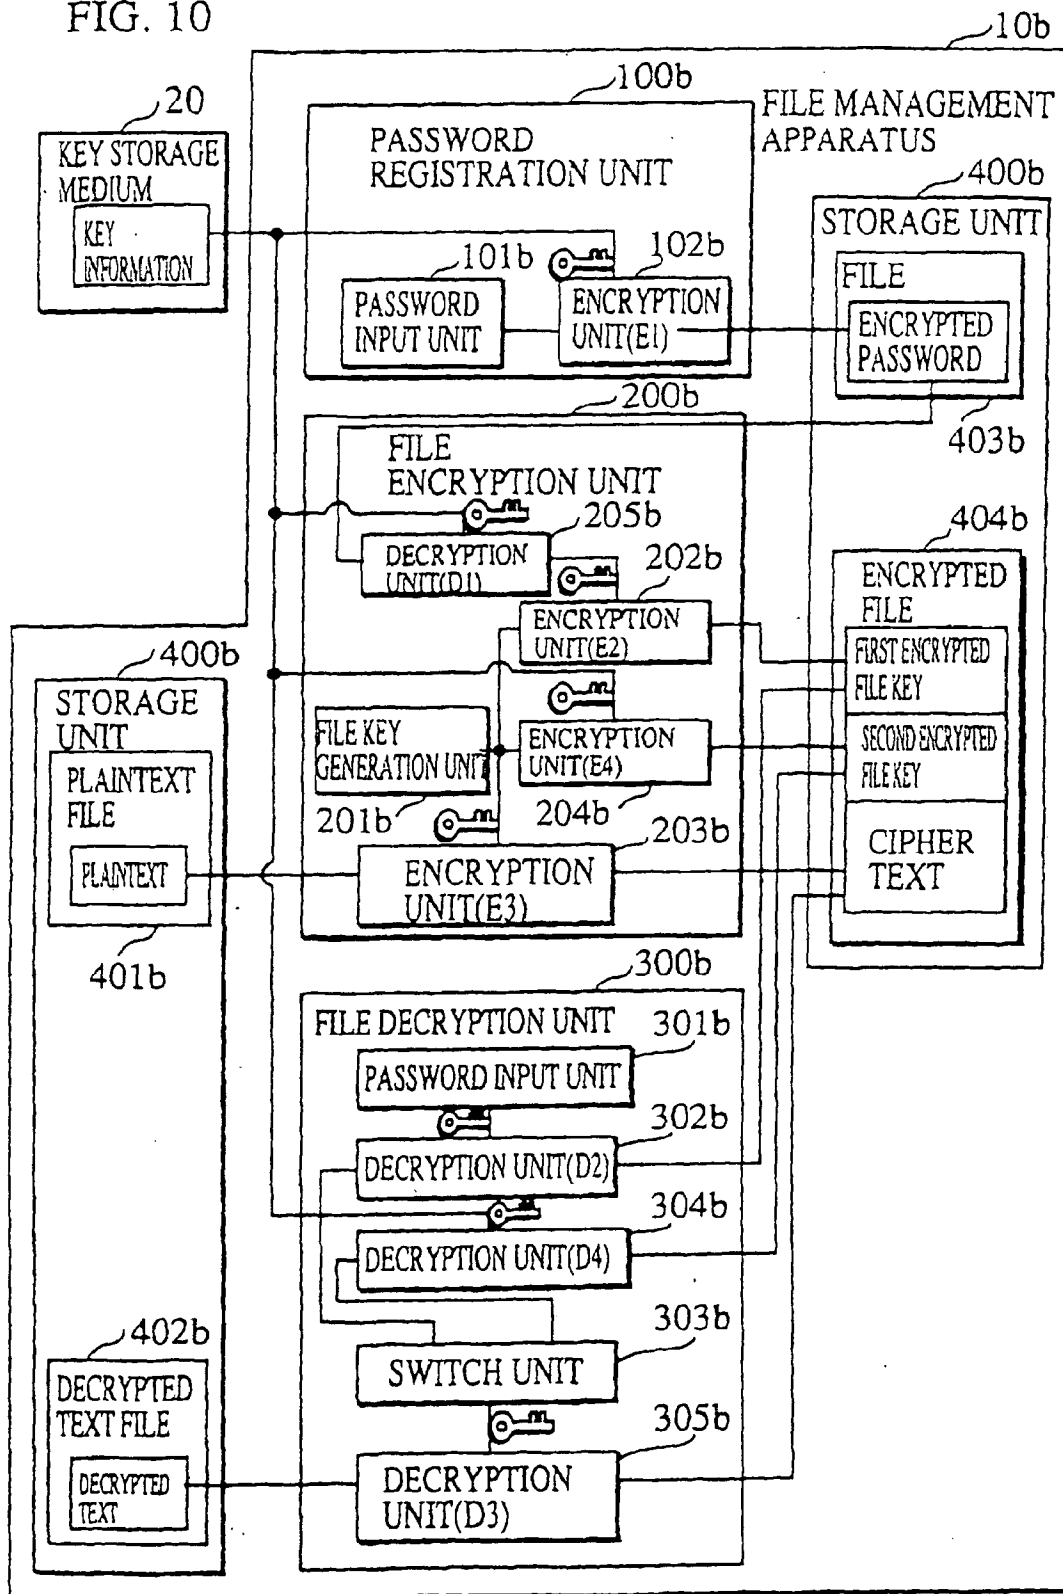 FIG. 10
10b
20
KEY STORAGE
MEDIUM
KEY
INFORMATION
100b
PASSWORD
REGISTRATION UNIT
FILE MANAGEMENT
APPARATUS
101b
PASSWORD
INPUT UNIT
102b
ENCRYPTION
UNIT(E1)
400b
STORAGE UNIT
FILE
ENCRYPTED
PASSWORD
403b
200b
FILE
ENCRYPTION UNIT
205b
DECRYPTION
UNIT(D1)
202b
ENCRYPTION
UNIT(E2)
404b
ENCRYPTED
FILE
FIRST ENCRYPTED
FILE KEY
SECOND ENCRYPTED
FILE KEY
CIPHER
TEXT
FILE KEY
GENERATION UNIT
201b
ENCRYPTION
UNIT(E4)
204b
203b
ENCRYPTION
UNIT(E3)
400b
STORAGE
UNIT
PLAINTEXT
FILE
PLAINTEXT
401b
300b
FILE DECRYPTION UNIT
301b
PASSWORD INPUT UNIT
302b
DECRYPTION UNIT(D2)
304b
DECRYPTION UNIT(D4)
303b
SWITCH UNIT
305b
DECRYPTION
UNIT(D3)
402b
DECRYPTED
TEXT FILE
DECRYPTED
TEXT